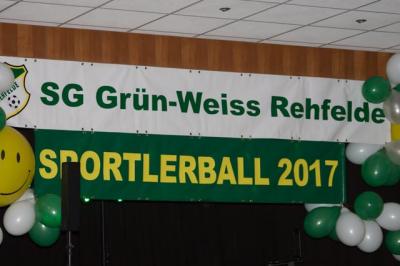 SG Grün-Weiss Rehfelde
SPORTLERBALL 2017